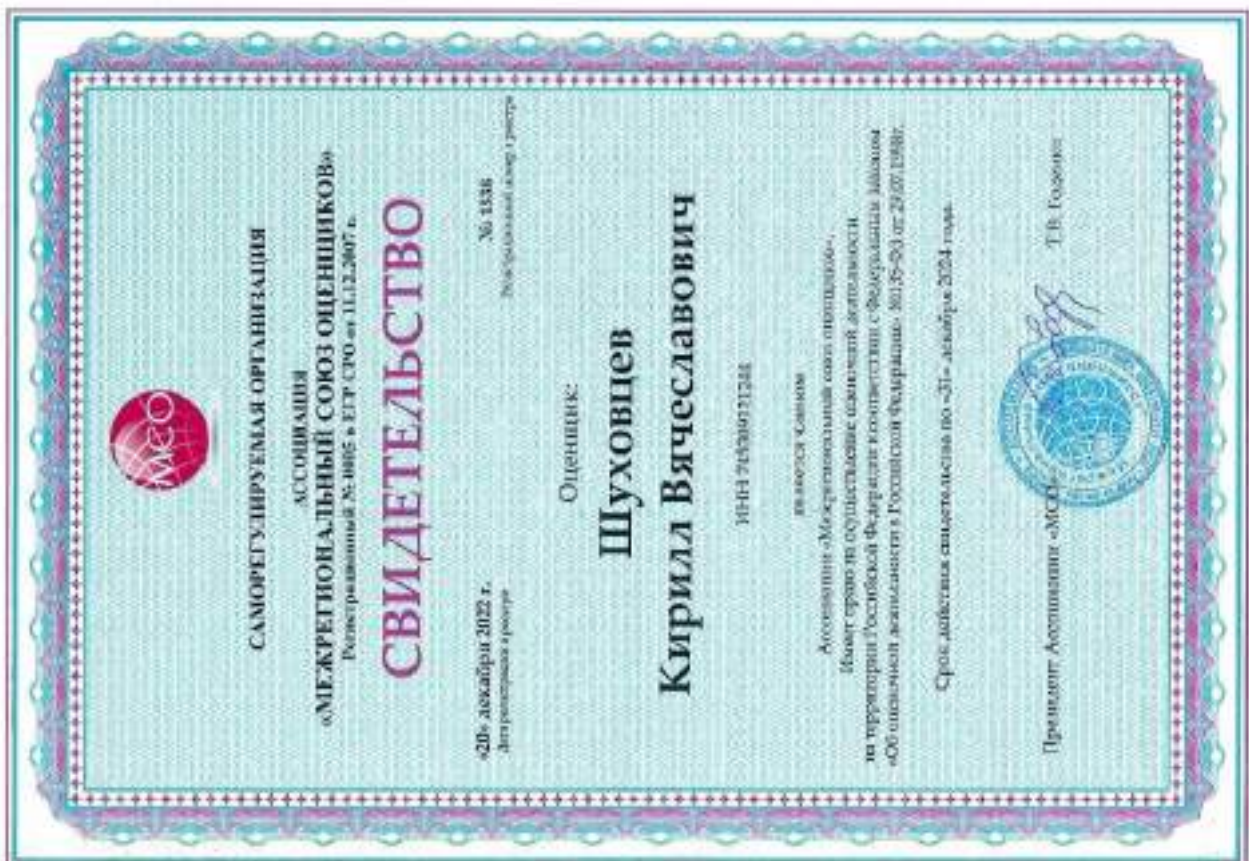 МСО
САМОРЕГУЛИРУЕМАЯ ОРГАНИЗАЦИЯ
АССОЦИАЦИЯ
«МЕЖРЕГИОНАЛЬНЫЙ СОЮЗ ОЦЕНЩИКОВ»
Регистрационный № 0005 в ЕГР СРО от 11.12.2007 г.
СВИДЕТЕЛЬСТВО
«20» декабря 2022 г. № 1538
Дата регистрации в реестре Регистрационный номер в реестре
Оценщик:
Шуховцев
Кирилл Вячеславович
ИНН
является членом
Ассоциации «Межрегиональный союз оценщиков».
Имеет право на осуществление оценочной деятельности
на территории Российской Федерации в соответствии с Федеральным законом
«Об оценочной деятельности в Российской Федерации» №135-ФЗ от 29.07.1998г.
Срок действия свидетельства по «31» декабря 2024 года.
Президент Ассоциации «МСО» Т.В.